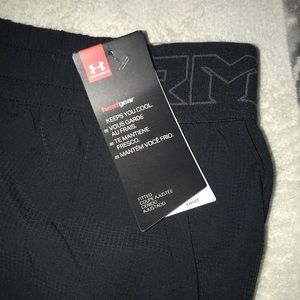 heatgear
KEEPS YOU COOL.
VOUS GARDE
AU FRAIS.
TE MANTIENE
FRESCO.
MANTÉM VOCÊ FRIO.
FITTED
COUPE AJUSTÉE
CEÑIDO
AJUSTADO
RM